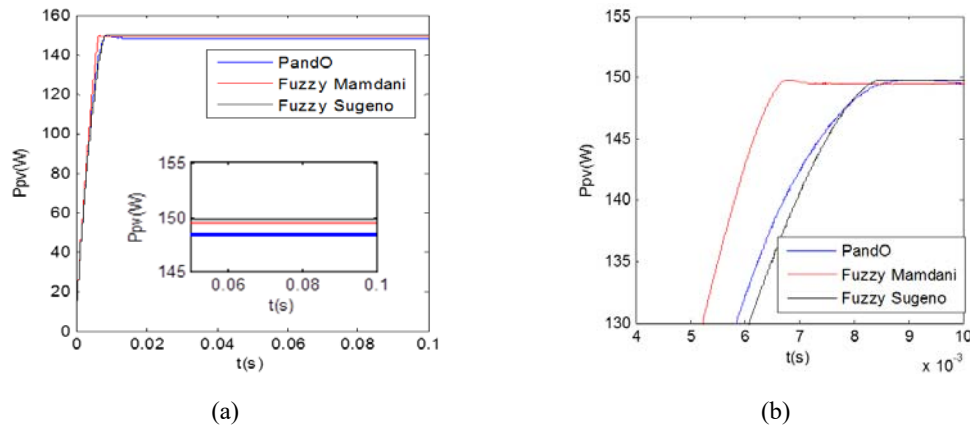 160
140
120
100
80
60
40
20
0
Ppv(W)
PandO
Fuzzy Mamdani
Fuzzy Sugeno
155
150
145
Ppv(W)
0.06
0.08
0.1
t(s)
0
0.02
0.04
0.06
0.08
0.1
t(s)
(a)
155
150
145
140
135
130
Ppv(W)
PandO
Fuzzy Mamdani
Fuzzy Sugeno
4
5
6
7
8
9
10
t(s)
x 10⁻³
(b)